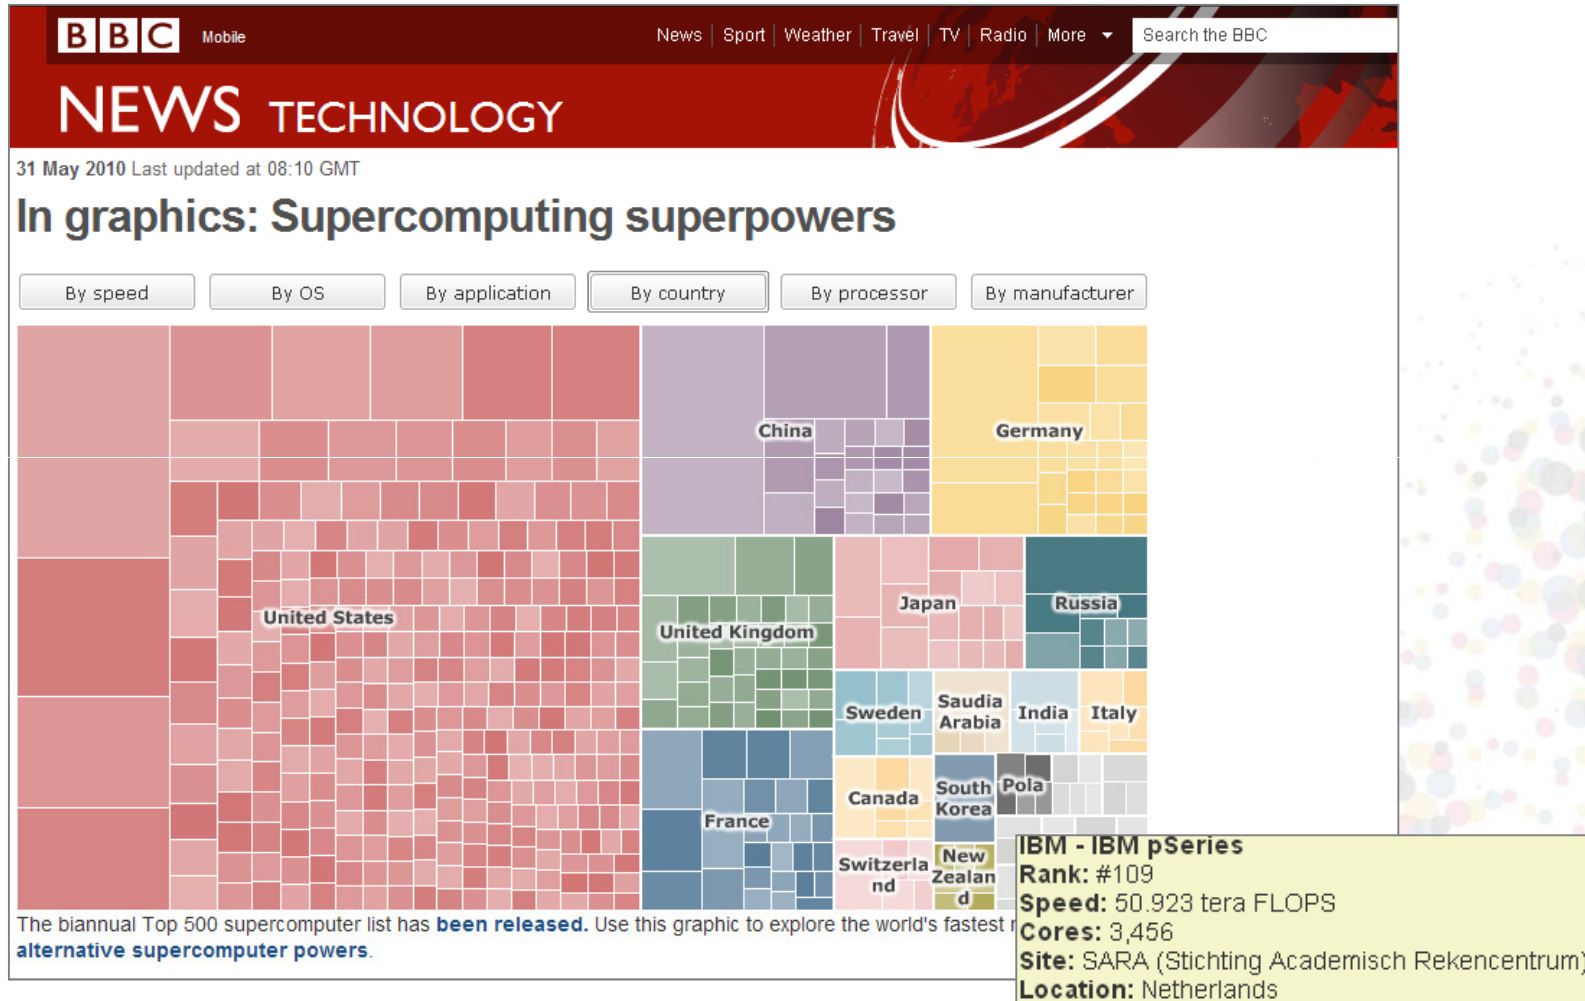 BBC Mobile News Sport Weather Travel TV Radio More Search the BBC
NEWS TECHNOLOGY
31 May 2010 Last updated at 08:10 GMT
In graphics: Supercomputing superpowers
By speed By OS By application By country By processor By manufacturer
China
Germany
United States
United Kingdom
Japan
Russia
Sweden
Saudia
Arabia
India
Italy
France
Canada
South
Korea
Pola
Switzerla
nd
New
Zealan
d
The biannual Top 500 supercomputer list has been released. Use this graphic to explore the world's fastest
alternative supercomputer powers.
IBM - IBM pSeries
Rank: #109
Speed: 50.923 tera FLOPS
Cores: 3,456
Site: SARA (Stichting Academisch Rekencentrum)
Location: Netherlands